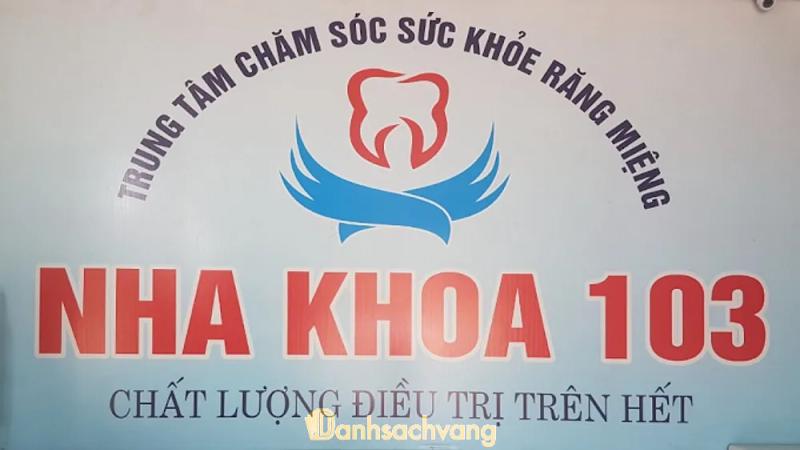 TRUNG TÂM CHĂM SÓC SỨC KHỎE RĂNG MIỆNG
NHA KHOA 103
CHẤT LƯỢNG ĐIỀU TRỊ TRÊN HẾT
Danhsachvang